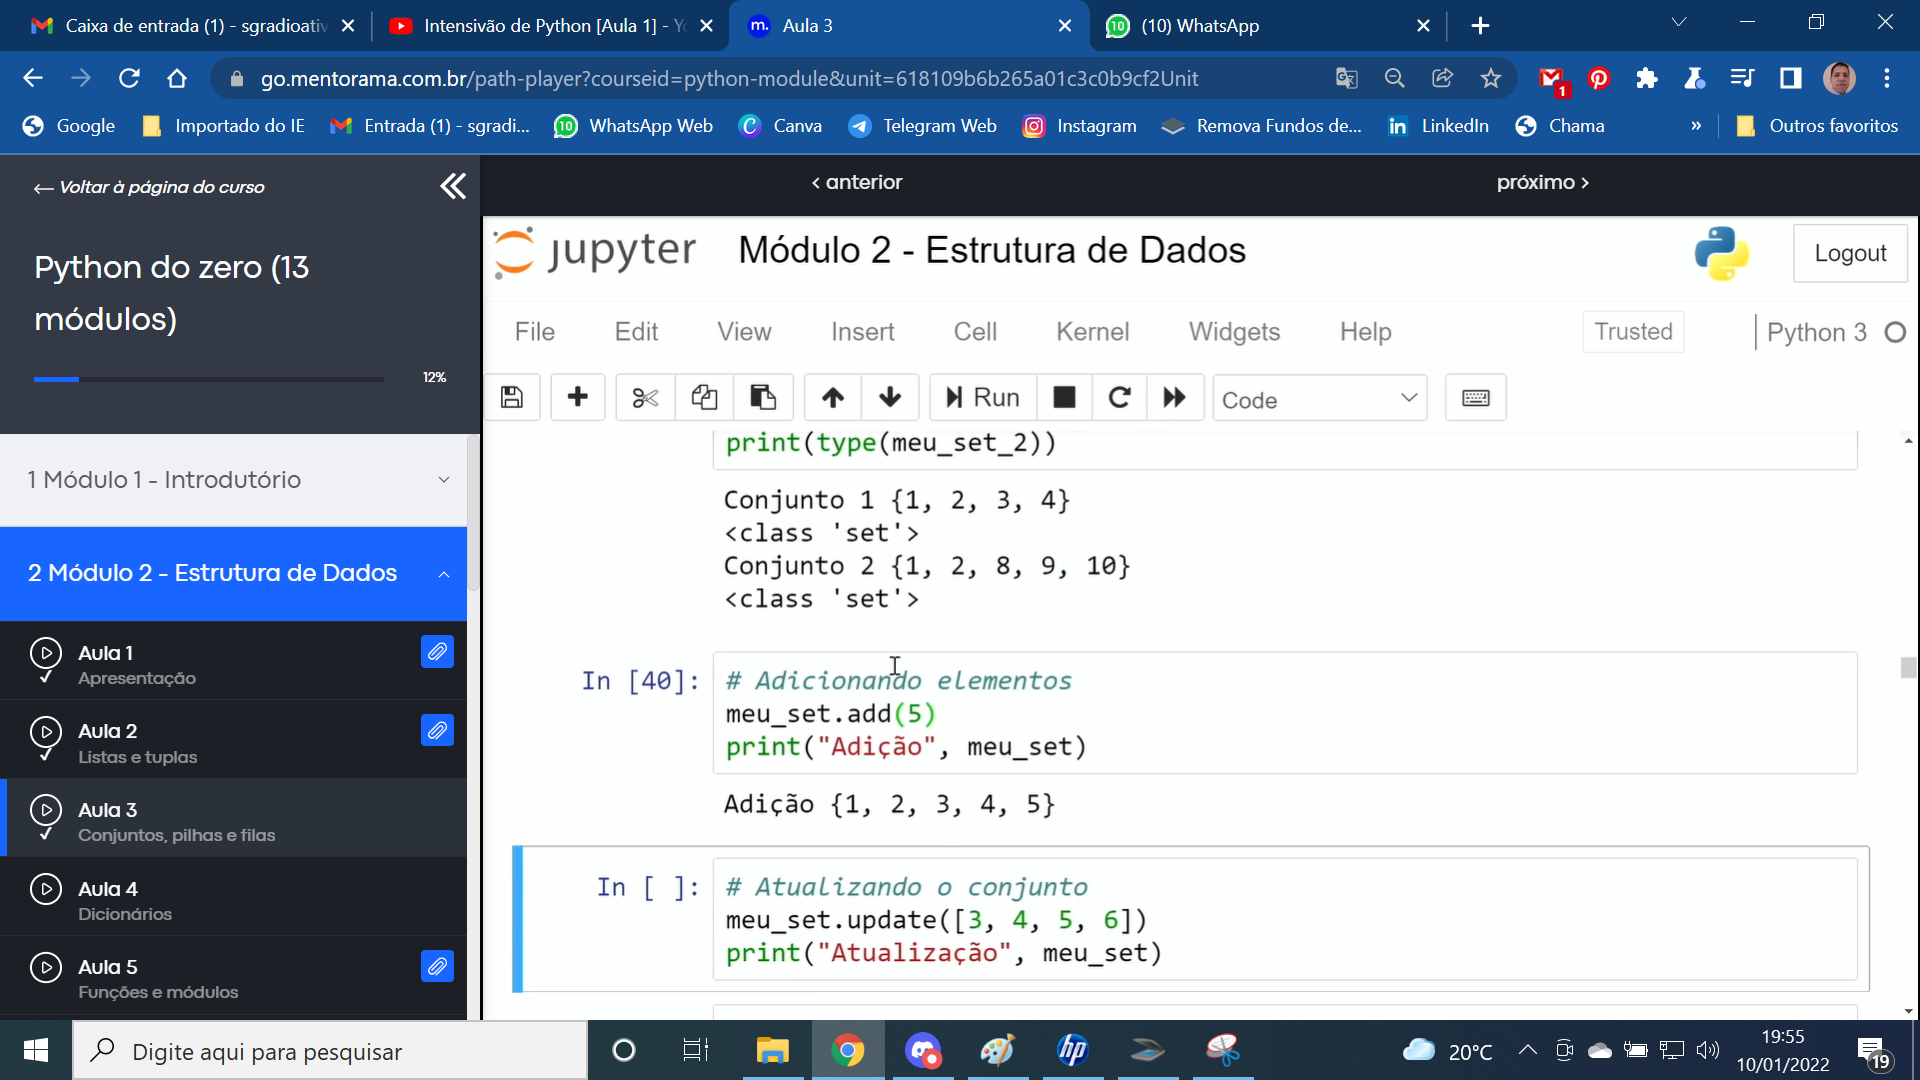 Caixa de entrada (1) - sgradioativ
Intensivão de Python [Aula 1] - Yo
m. Aula 3
10 (10) WhatsApp
go.mentorama.com.br/path-player?courseid=python-module&unit=618109b6b265a01c3c0b9cf2Unit
1
Google
Importado do IE
Entrada (1) - sgradi...
10 WhatsApp Web
Canva
Telegram Web
Instagram
Remova Fundos de...
LinkedIn
Chama
»
Outros favoritos
← Voltar à página do curso
Python do zero (13
módulos)
12%
1 Módulo 1 - Introdutório
2 Módulo 2 - Estrutura de Dados
Aula 1
Apresentação
Aula 2
Listas e tuplas
Aula 3
Conjuntos, pilhas e filas
Aula 4
Dicionários
Aula 5
Funções e módulos
< anterior
próximo >
jupyter Módulo 2 - Estrutura de Dados
Logout
File Edit View Insert Cell Kernel Widgets Help
Trusted
Python 3
Run
Code
print(type(meu_set_2))
Conjunto 1 {1, 2, 3, 4}
<class 'set'>
Conjunto 2 {1, 2, 8, 9, 10}
<class 'set'>
In [40]: # Adicionando elementos
meu_set.add(5)
print("Adição", meu_set)
Adição {1, 2, 3, 4, 5}
In [ ]: # Atualizando o conjunto
meu_set.update([3, 4, 5, 6])
print("Atualização", meu_set)
Digite aqui para pesquisar
hp
20°C
19:55
10/01/2022
19